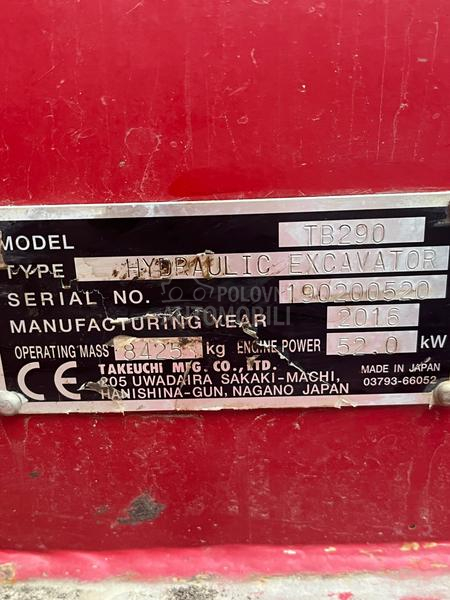 MODEL TB290
TYPE HYDRAULIC EXCAVATOR
SERIAL NO. 190200520
MANUFACTURING YEAR 2016
OPERATING MASS 8425 kg ENGINE POWER 52.0 kW
CE TAKEUCHI MFG. CO., LTD. MADE IN JAPAN
205 UWADAIRA SAKAKI-MACHI, 03793-66052
HANISHINA-GUN, NAGANO JAPAN
POLOVNI
AUTOMOBILI